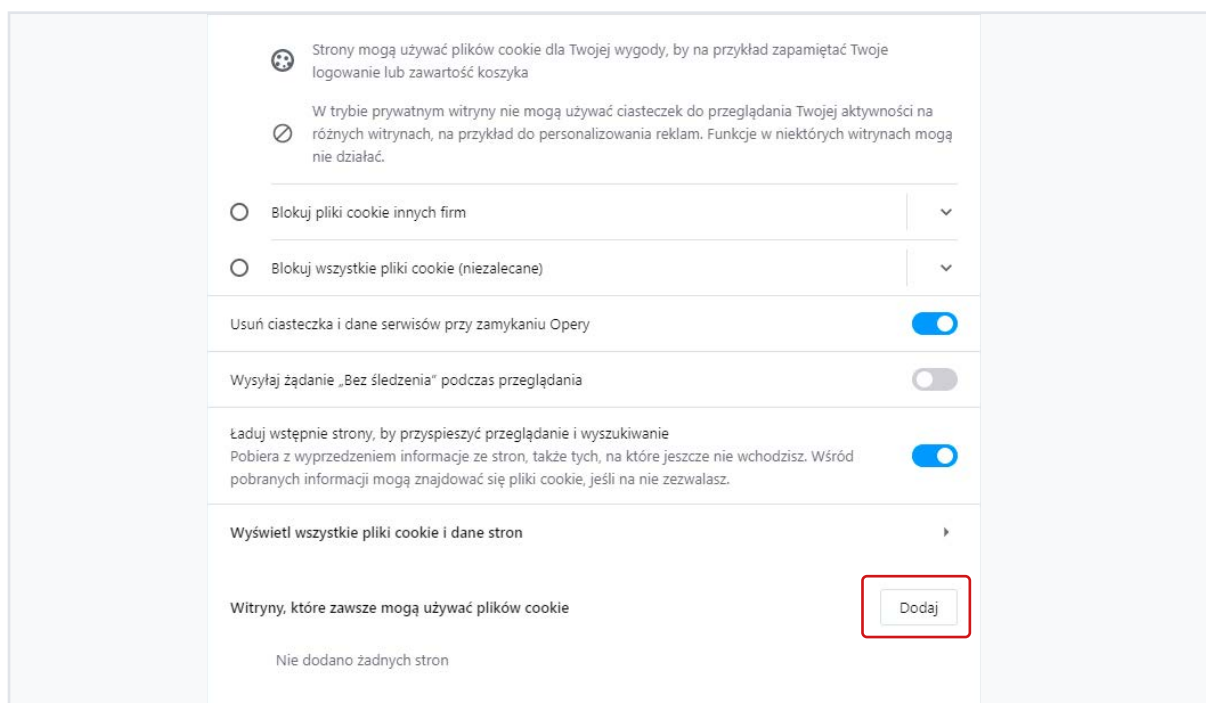 Strony mogą używać plików cookie dla Twojej wygody, by na przykład zapamiętać Twoje
logowanie lub zawartość koszyka
W trybie prywatnym witryny nie mogą używać ciasteczek do przeglądania Twojej aktywności na
różnych witrynach, na przykład do personalizowania reklam. Funkcje w niektórych witrynach mogą
nie działać.
Blokuj pliki cookie innych firm
Blokuj wszystkie pliki cookie (niezalecane)
Usuń ciasteczka i dane serwisów przy zamykaniu Opery
Wysyłaj żądanie „Bez śledzenia” podczas przeglądania
Ładuj wstępnie strony, by przyspieszyć przeglądanie i wyszukiwanie
Pobiera z wyprzedzeniem informacje ze stron, także tych, na które jeszcze nie wchodzisz. Wśród
pobranych informacji mogą znajdować się pliki cookie, jeśli na nie zezwalasz.
Wyświetl wszystkie pliki cookie i dane stron
Witryny, które zawsze mogą używać plików cookie
Dodaj
Nie dodano żadnych stron